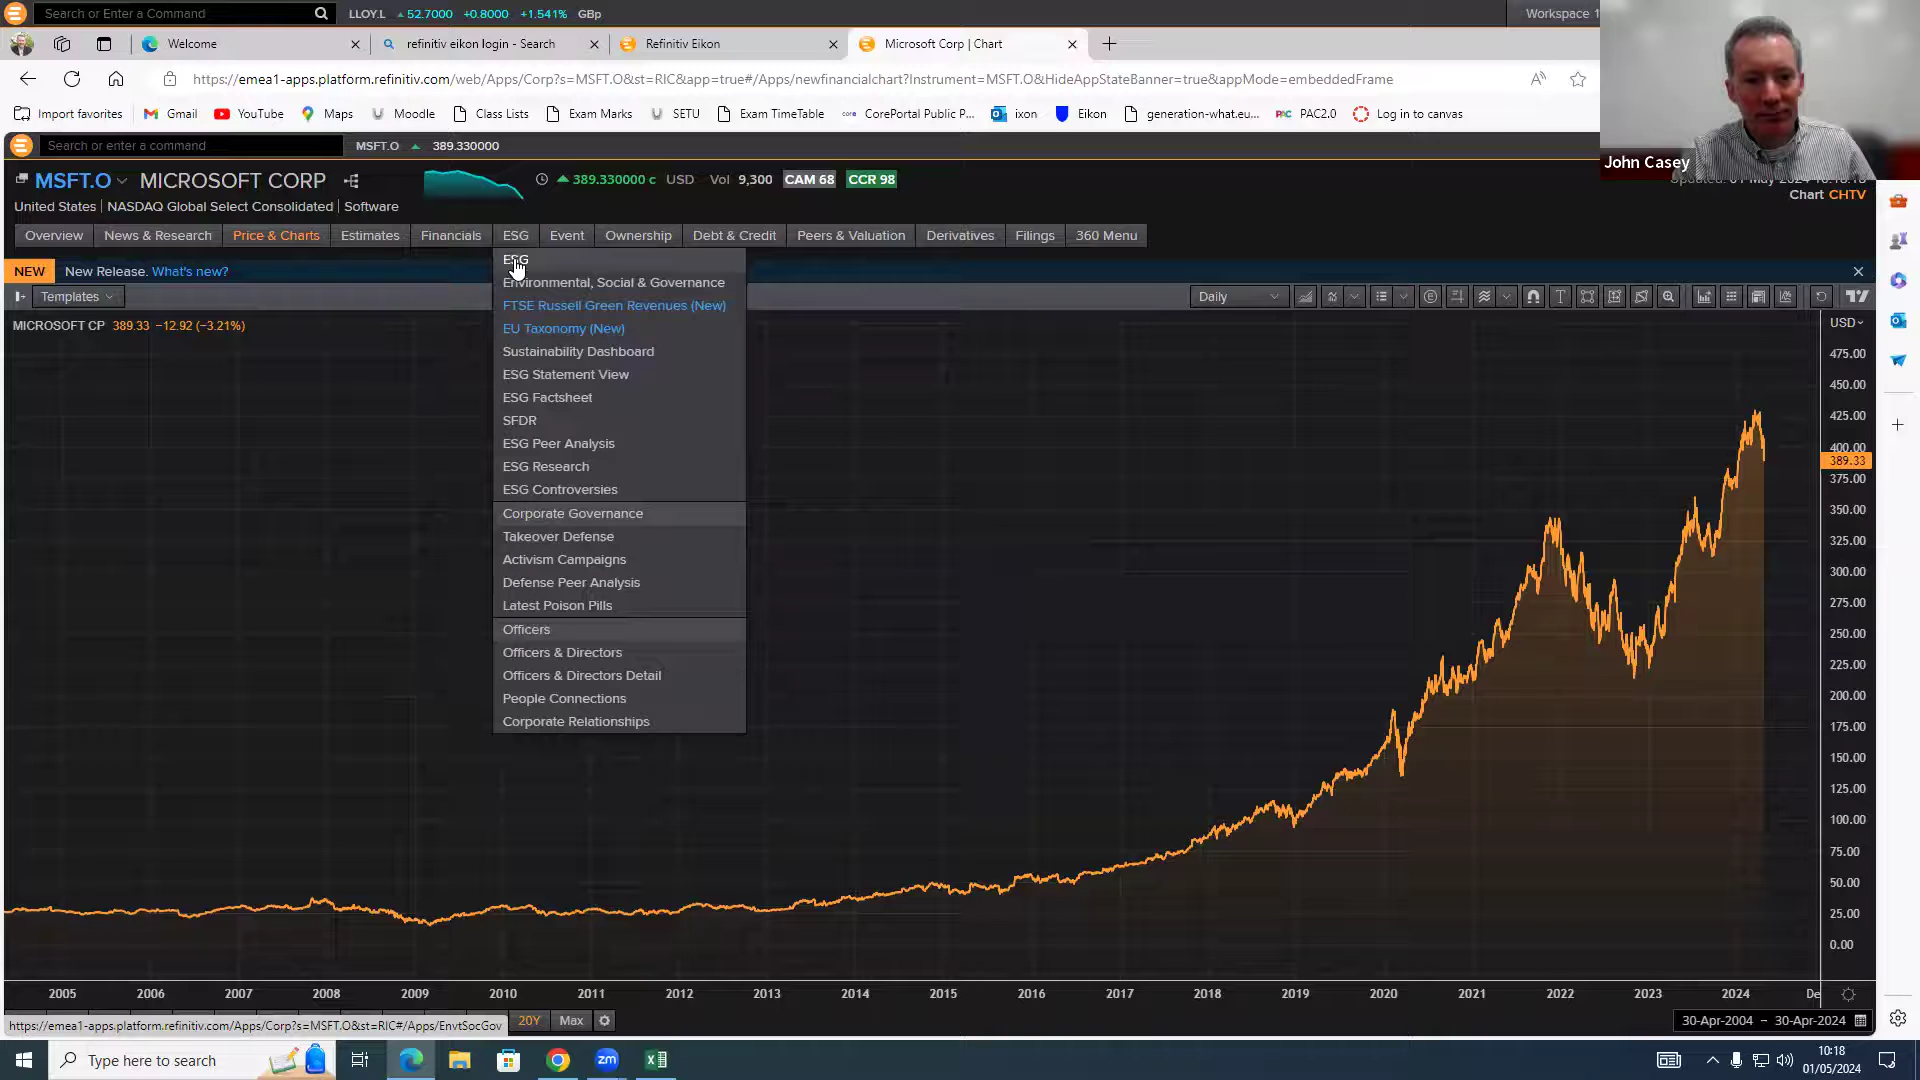 Search or Enter a Command
LLOY.L 52.7000 +0.8000 +1.541% GBp
Workspace 1
Welcome
refinitiv eikon login - Search
Refinitiv Eikon
Microsoft Corp | Chart
https://emea1-apps.platform.refinitiv.com/web/Apps/Corp?s=MSFT.O&st=RIC&app=true#/Apps/newfinancialchart?Instrument=MSFT.O&HideAppStateBanner=true&appMode=embeddedFrame
Import favorites
Gmail
YouTube
Maps
Moodle
Class Lists
Exam Marks
SETU
Exam TimeTable
CorePortal Public P...
ixon
Eikon
generation-what.eu...
PAC2.0
Log in to canvas
John Casey
Search or enter a command
MSFT.O 389.330000
MSFT.O MICROSOFT CORP
389.330000 c USD Vol 9,300 CAM 68 CCR 98
Chart CHTV
United States | NASDAQ Global Select Consolidated | Software
Overview
News & Research
Price & Charts
Estimates
Financials
ESG
Event
Ownership
Debt & Credit
Peers & Valuation
Derivatives
Filings
360 Menu
NEW New Release. What's new?
Templates
Daily
MICROSOFT CP 389.33 −12.92 (−3.21%)
ESG
Environmental, Social & Governance
FTSE Russell Green Revenues (New)
EU Taxonomy (New)
Sustainability Dashboard
ESG Statement View
ESG Factsheet
SFDR
ESG Peer Analysis
ESG Research
ESG Controversies
Corporate Governance
Takeover Defense
Activism Campaigns
Defense Peer Analysis
Latest Poison Pills
Officers
Officers & Directors
Officers & Directors Detail
People Connections
Corporate Relationships
USD
475.00
450.00
425.00
400.00
389.33
375.00
350.00
325.00
300.00
275.00
250.00
225.00
200.00
175.00
150.00
125.00
100.00
75.00
50.00
25.00
0.00
2005 2006 2007 2008 2009 2010 2011 2012 2013 2014 2015 2016 2017 2018 2019 2020 2021 2022 2023 2024 De
https://emea1-apps.platform.refinitiv.com/Apps/Corp?s=MSFT.O&st=RIC#/Apps/EnvtSocGov
20Y Max
30-Apr-2004 – 30-Apr-2024
Type here to search
10:18
01/05/2024